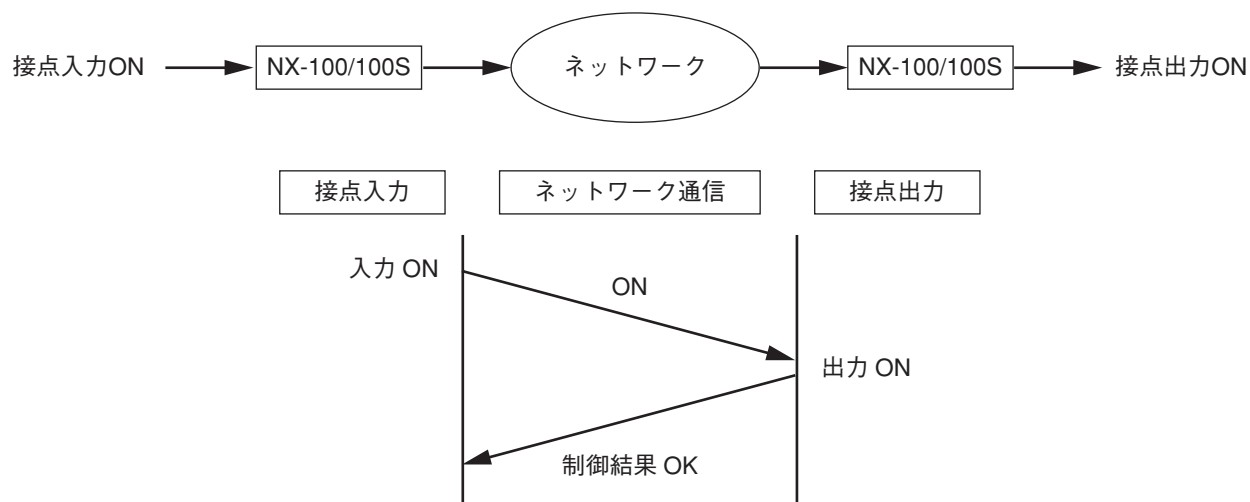 接点入力ON
NX-100/100S
ネットワーク
NX-100/100S
接点出力ON
接点入力
ネットワーク通信
接点出力
入力 ON
ON
出力 ON
制御結果 OK